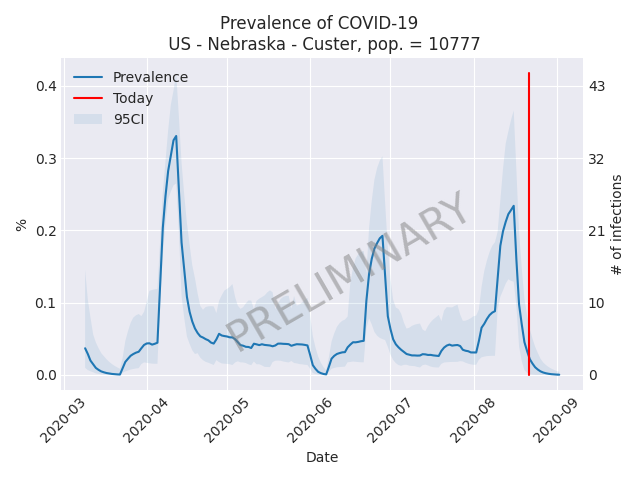 Prevalence of COVID-19
US - Nebraska - Custer, pop. = 10777
Prevalence
Today
95CI
0.4
0.3
0.2
0.1
0.0
%
43
32
21
10
0
# of infections
PRELIMINARY
2020-03
2020-04
2020-05
2020-06
2020-07
2020-08
2020-09
Date